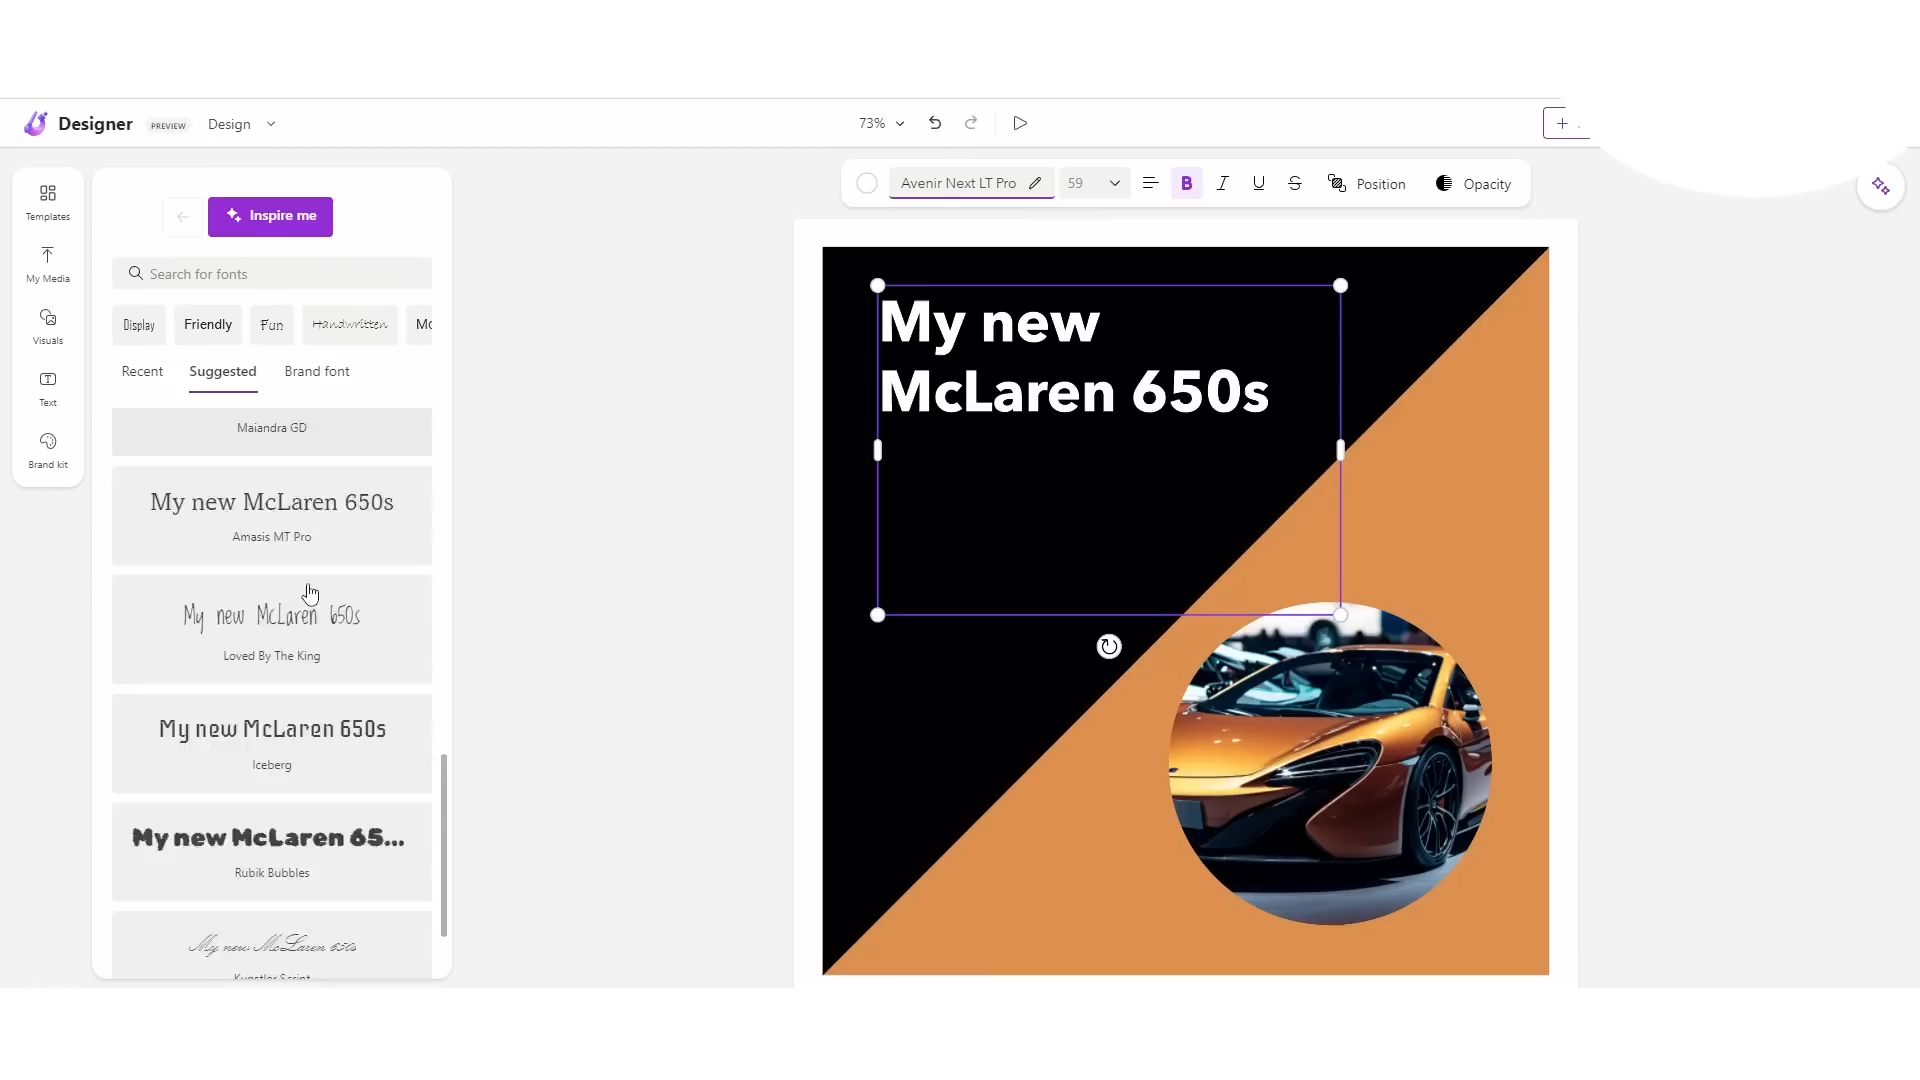 Designer PREVIEW Design
73%
Templates
My Media
Visuals
Text
Brand kit
Inspire me
Search for fonts
Display Friendly Fun Handwritten Mo
Recent Suggested Brand font
Maiandra GD
My new McLaren 650s
Amasis MT Pro
My new McLaren 650s
Loved By The King
My new McLaren 650s
Iceberg
My new McLaren 65...
Rubik Bubbles
My new McLaren 650s
Kunstler Script
Avenir Next LT Pro 59 B I U S Position Opacity
My new
McLaren 650s